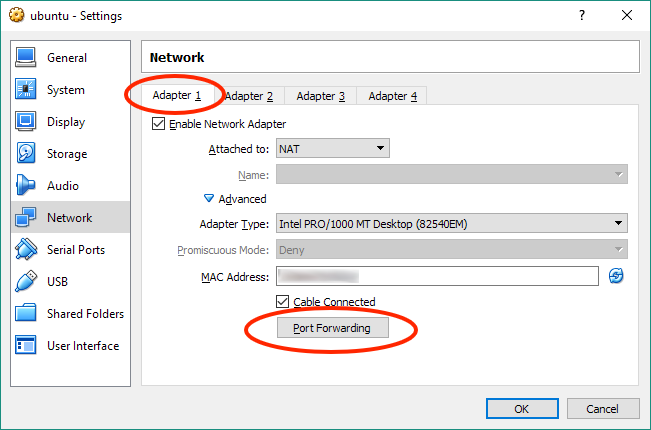 ubuntu - Settings
General
System
Display
Storage
Audio
Network
Serial Ports
USB
Shared Folders
User Interface
Network
Adapter 1
Adapter 2
Adapter 3
Adapter 4
Enable Network Adapter
Attached to: NAT
Name:
Advanced
Adapter Type: Intel PRO/1000 MT Desktop (82540EM)
Promiscuous Mode: Deny
MAC Address:
Cable Connected
Port Forwarding
OK
Cancel